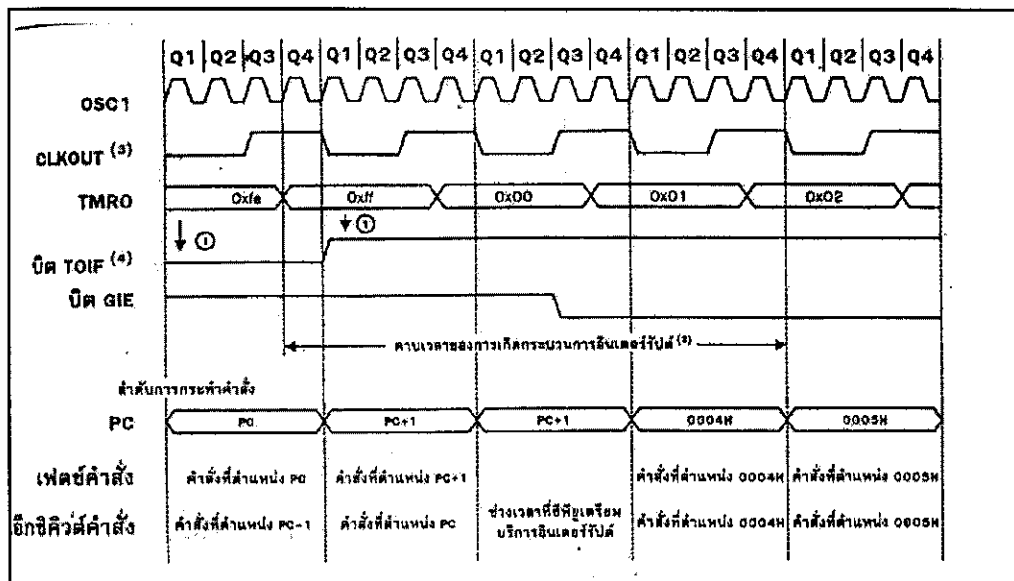 Q1 Q2 Q3 Q4 Q1 Q2 Q3 Q4 Q1 Q2 Q3 Q4 Q1 Q2 Q3 Q4 Q1 Q2 Q3 Q4
OSC1
CLKOUT (3)
TMRO 0xfe 0xff 0x00 0x01 0x02
① ①
บิต TOIF (4)
บิต GIE
คาบเวลาของการเกิดกระบวนการอินเตอร์รัปต์ (2)
ลำดับการกระทำคำสั่ง
PC PC PC+1 PC+1 0004H 0005H
เฟตช์คำสั่ง คำสั่งที่ตำแหน่ง PC คำสั่งที่ตำแหน่ง PC+1 คำสั่งที่ตำแหน่ง 0004H คำสั่งที่ตำแหน่ง 0005H
เอ็กซิคิวต์คำสั่ง คำสั่งที่ตำแหน่ง PC-1 คำสั่งที่ตำแหน่ง PC ช่วงเวลาที่ซีพียูเตรียม คำสั่งที่ตำแหน่ง 0004H คำสั่งที่ตำแหน่ง 0005H
บริการอินเตอร์รัปต์